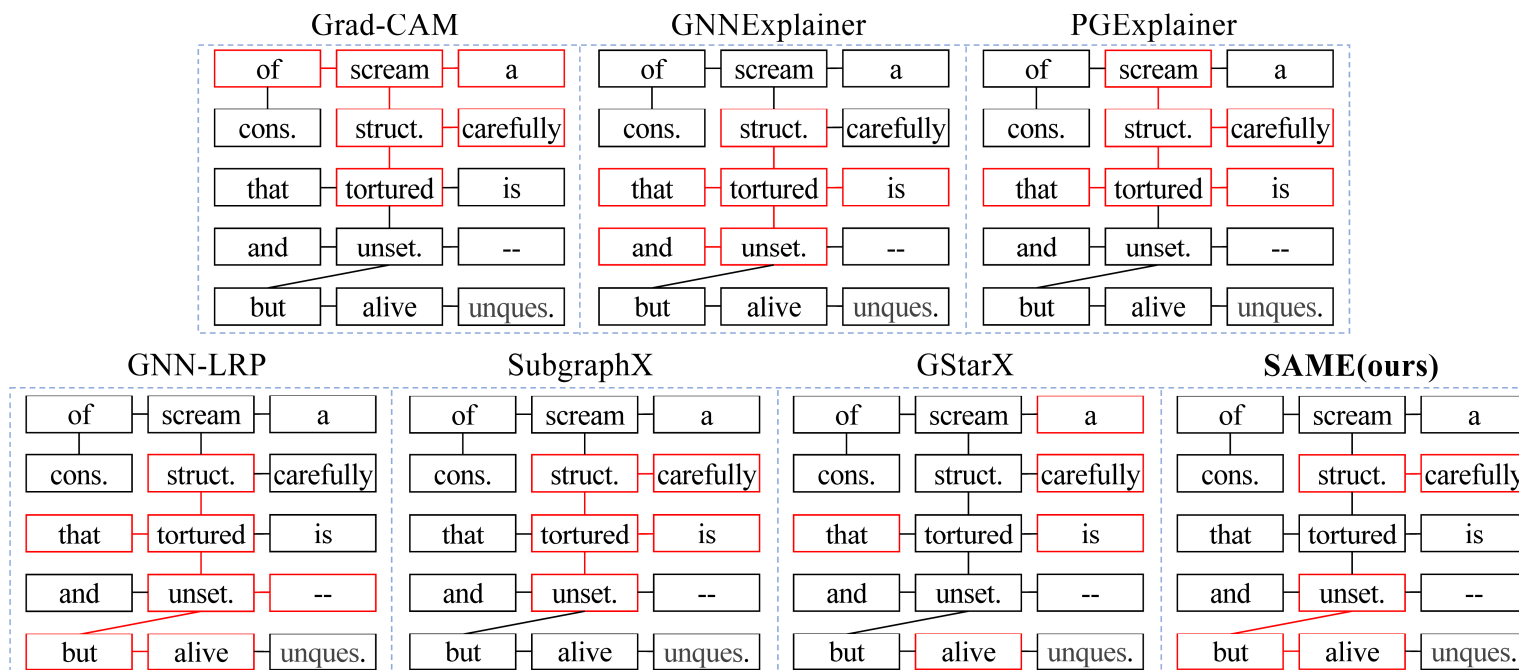 Grad-CAM GNNExplainer PGExplainer
of scream a of scream a of scream a
cons. struct. carefully cons. struct. carefully cons. struct. carefully
that tortured is that tortured is that tortured is
and unset. -- and unset. -- and unset. --
but alive unques. but alive unques. but alive unques.
GNN-LRP SubgraphX GStarX SAME(ours)
of scream a of scream a of scream a of scream a
cons. struct. carefully cons. struct. carefully cons. struct. carefully cons. struct. carefully
that tortured is that tortured is that tortured is that tortured is
and unset. -- and unset. -- and unset. -- and unset. --
but alive unques. but alive unques. but alive unques. but alive unques.